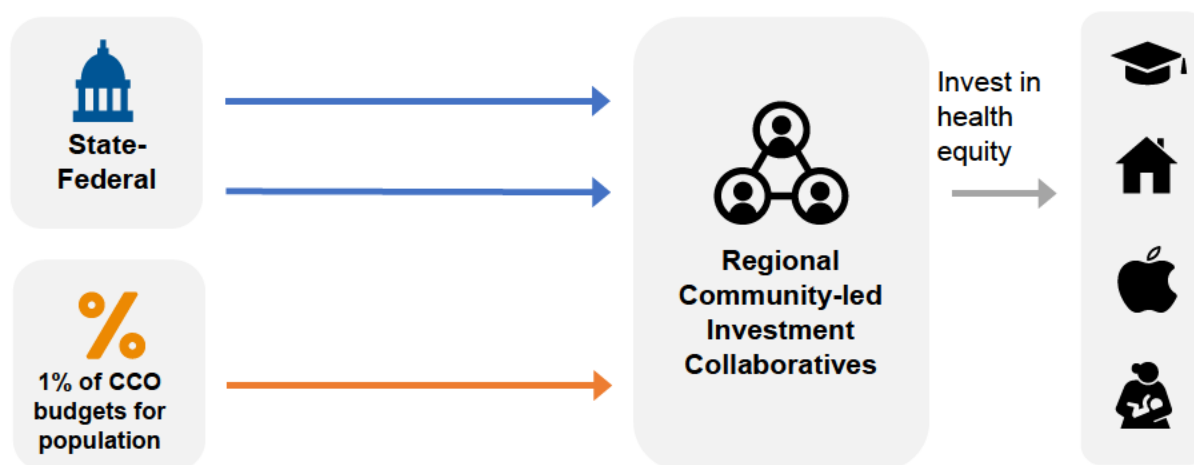 State-
Federal
1% of CCO
budgets for
population
Regional
Community-led
Investment
Collaboratives
Invest in
health
equity